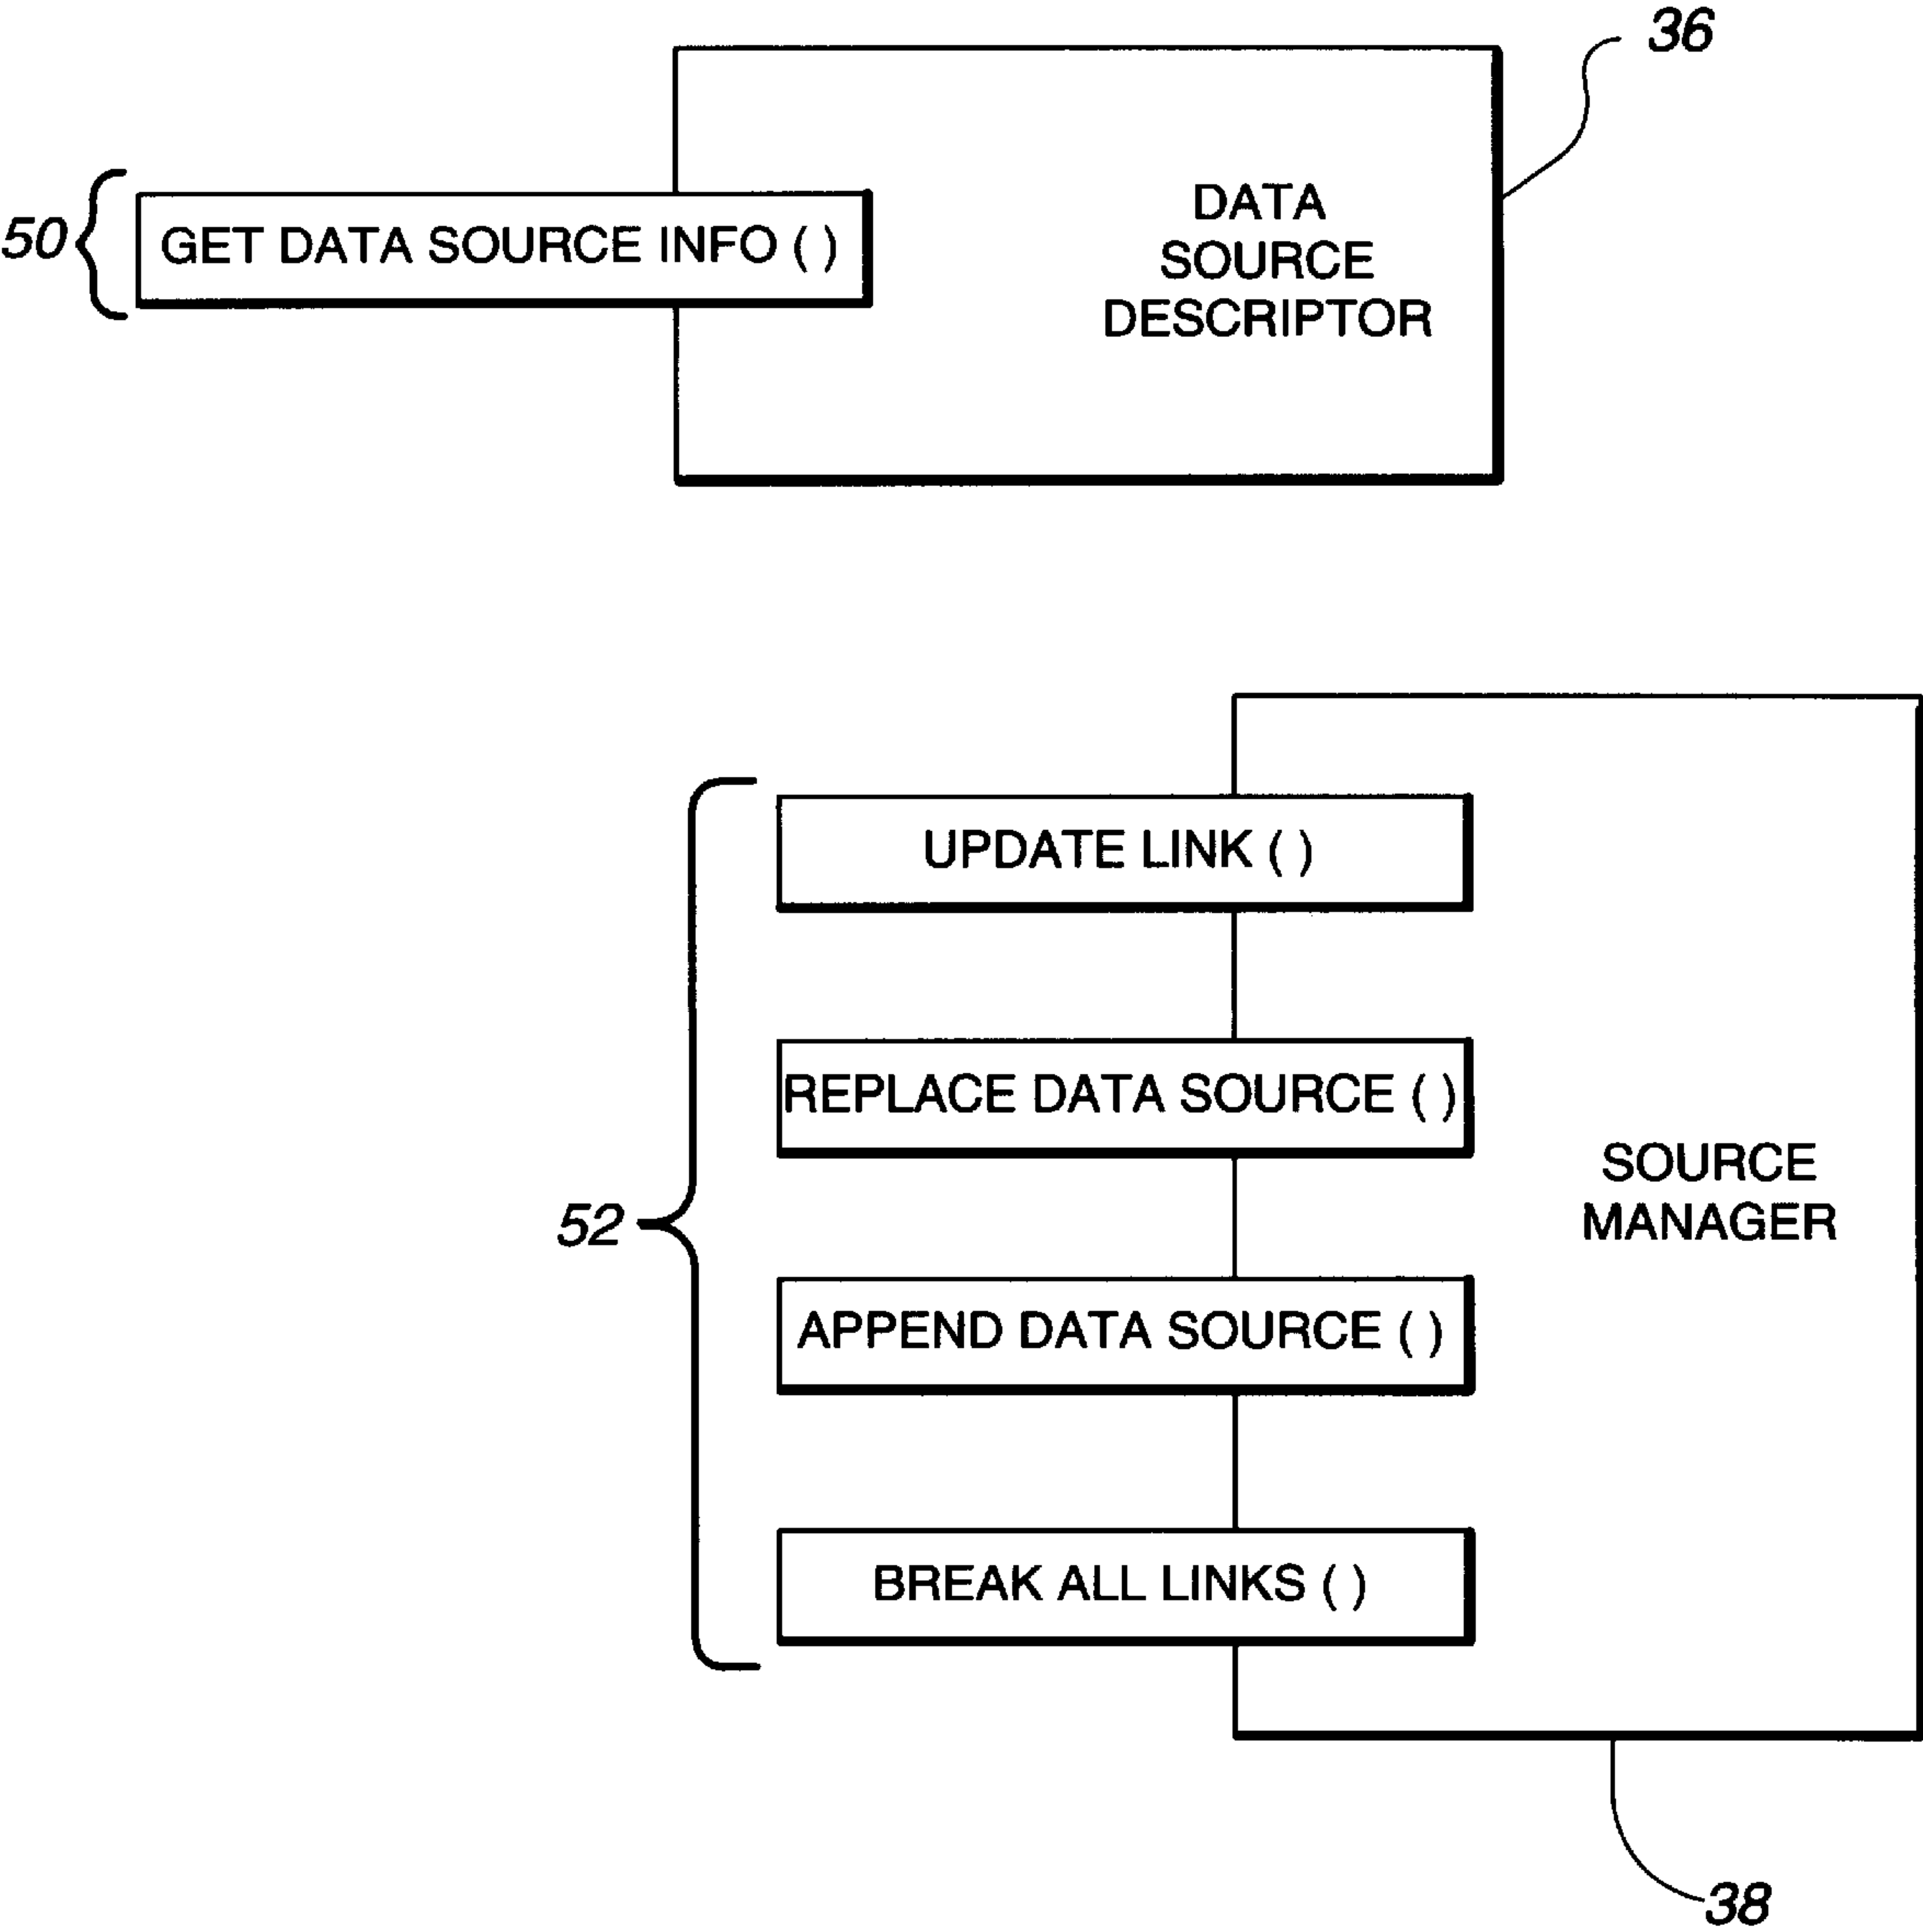 36
DATA
SOURCE
DESCRIPTOR
50
GET DATA SOURCE INFO ( )
UPDATE LINK ( )
REPLACE DATA SOURCE ( )
SOURCE
MANAGER
52
APPEND DATA SOURCE ( )
BREAK ALL LINKS ( )
38